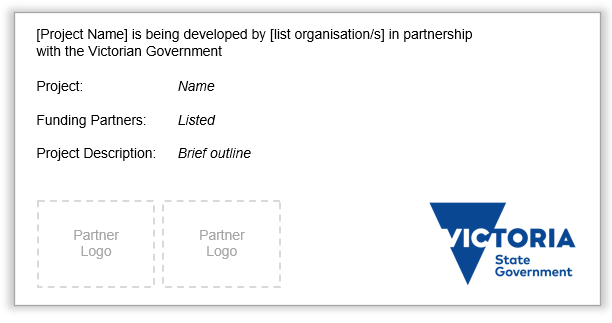 [Project Name] is being developed by [list organisation/s] in partnership
with the Victorian Government
Project: Name
Funding Partners: Listed
Project Description: Brief outline
Partner
Logo
Partner
Logo
VICTORIA
State
Government